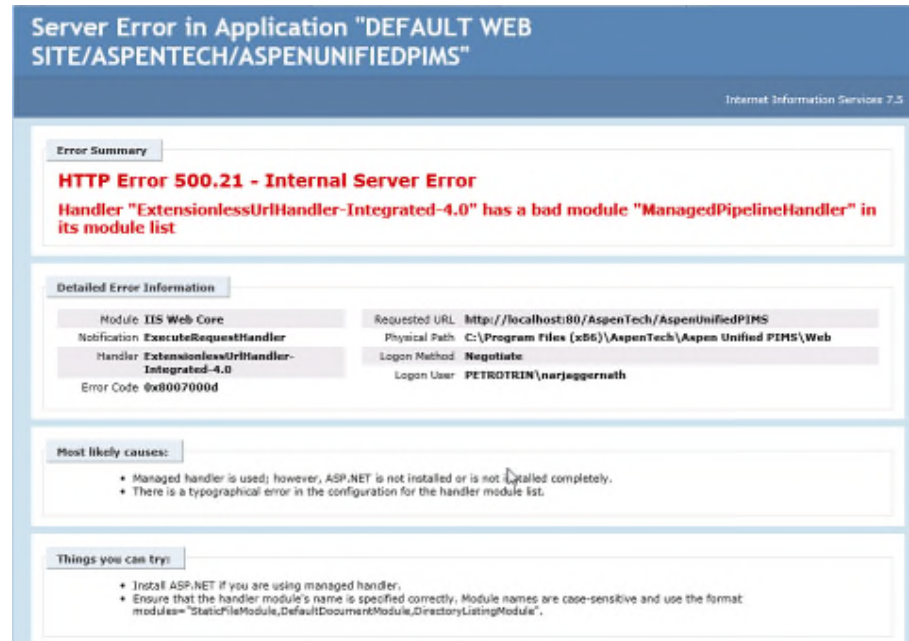 Server Error in Application "DEFAULT WEB
SITE/ASPENTECH/ASPENUNIFIEDPIMS"
Internet Information Services 7.5
Error Summary
HTTP Error 500.21 - Internal Server Error
Handler "ExtensionlessUrlHandler-Integrated-4.0" has a bad module "ManagedPipelineHandler" in
its module list
Detailed Error Information
Module IIS Web Core
Notification ExecuteRequestHandler
Handler ExtensionlessUrlHandler-
Integrated-4.0
Error Code 0x8007000d
Requested URL http://localhost:80/AspenTech/AspenUnifiedPIMS
Physical Path C:\Program Files (x86)\AspenTech\Aspen Unified PIMS\Web
Logon Method Negotiate
Logon User PETROTRIN\narjaggernath
Most likely causes:
• Managed handler is used; however, ASP.NET is not installed or is not installed completely.
• There is a typographical error in the configuration for the handler module list.
Things you can try:
• Install ASP.NET if you are using managed handler.
• Ensure that the handler module's name is specified correctly. Module names are case-sensitive and use the format
modules="StaticFileModule,DefaultDocumentModule,DirectoryListingModule".